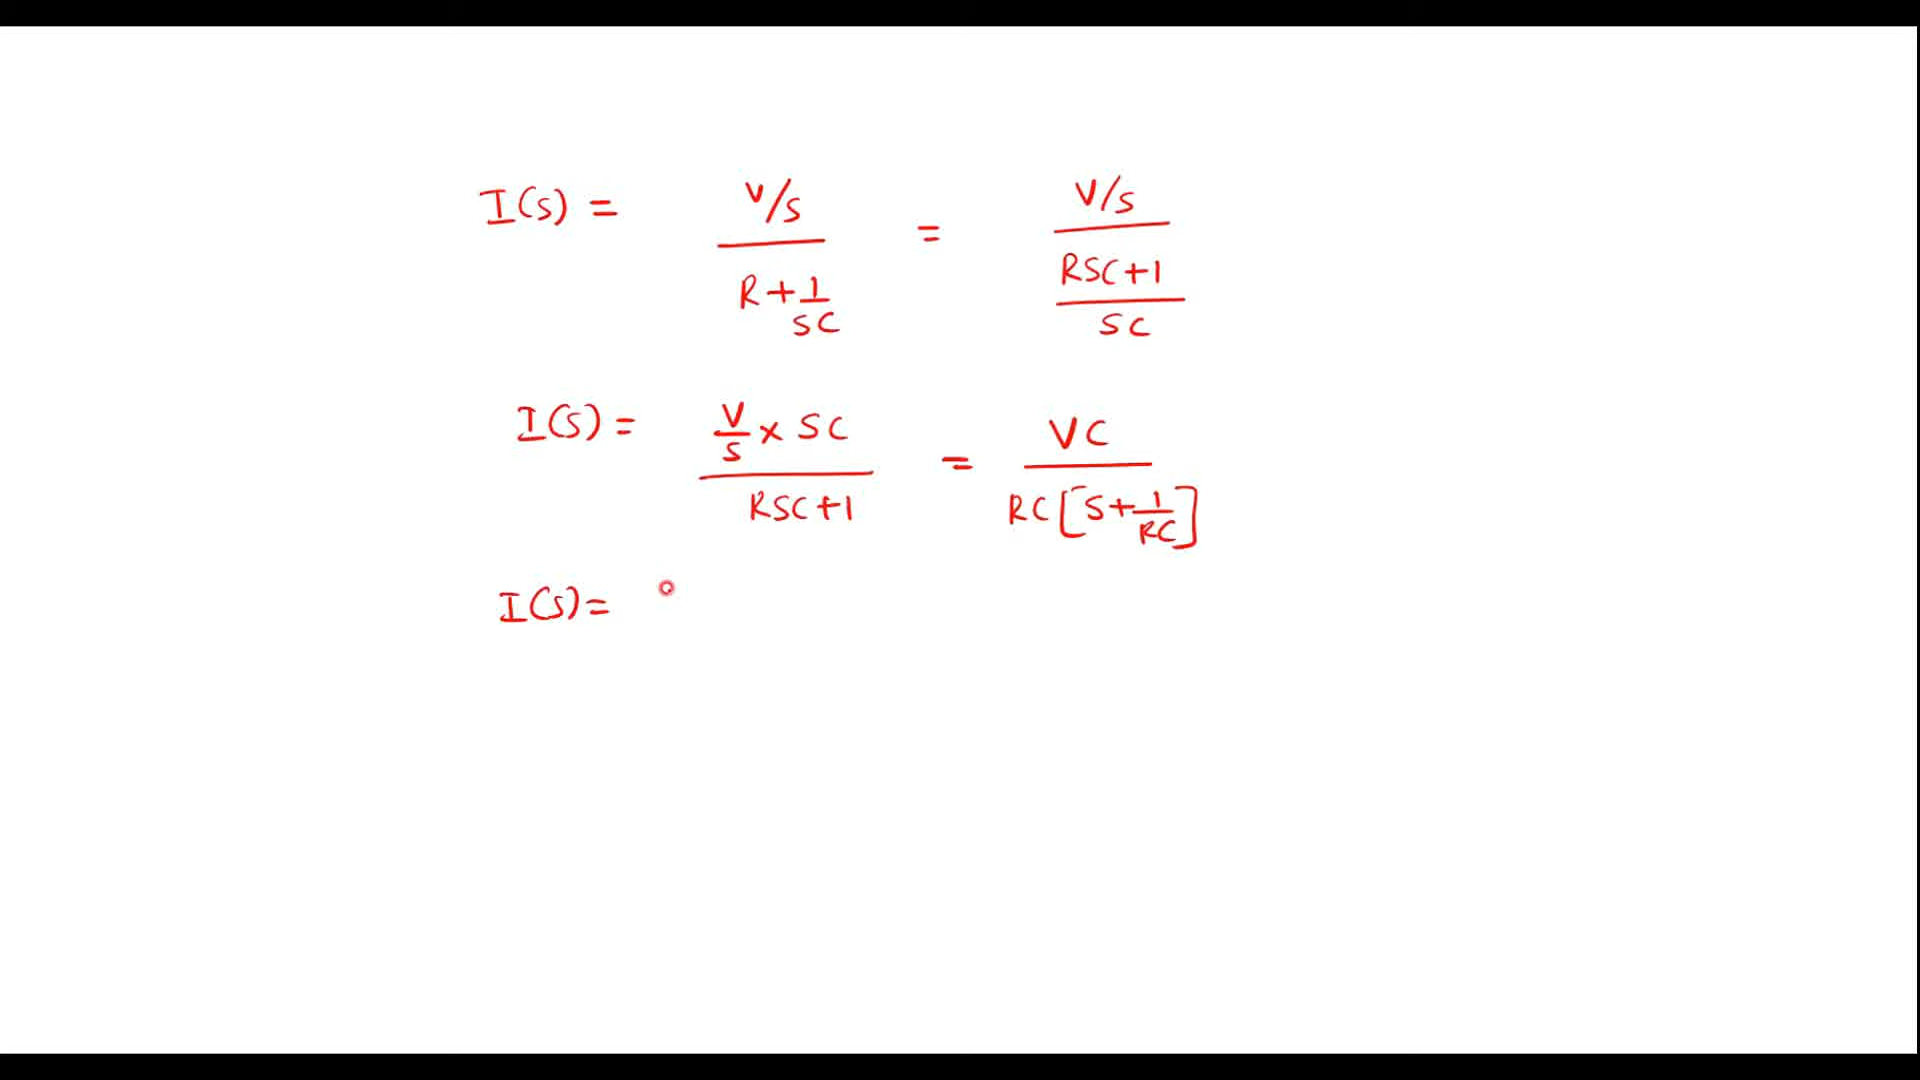 I(s) = (V/s) / (R + 1/SC) = (V/s) / ((RSC+1)/SC)
I(s) = (V/s × SC) / (RSC+1) = VC / (RC[S + 1/RC])
I(s) =